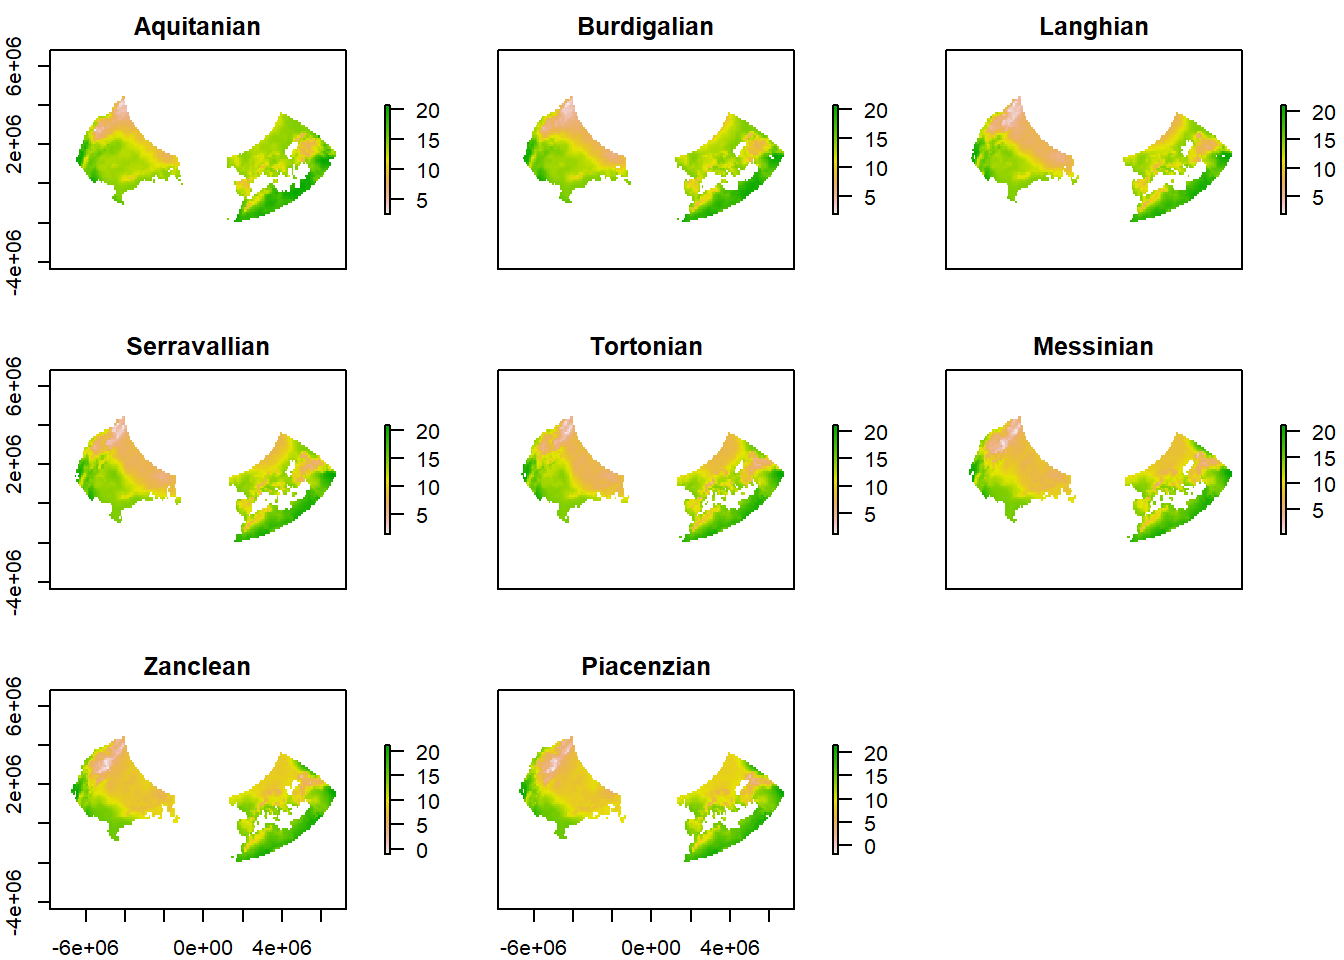 Aquitanian Burdigalian Langhian
6e+06
2e+06
-4e+06
20 20 20
15 15 15
10 10 10
5 5 5
Serravallian Tortonian Messinian
6e+06
2e+06
-4e+06
20 20 20
15 15 15
10 10 10
5 5 5
Zanclean Piacenzian
6e+06
2e+06
-4e+06
20 20
15 15
10 10
5 5
0 0
-6e+06 0e+00 4e+06 -6e+06 0e+00 4e+06